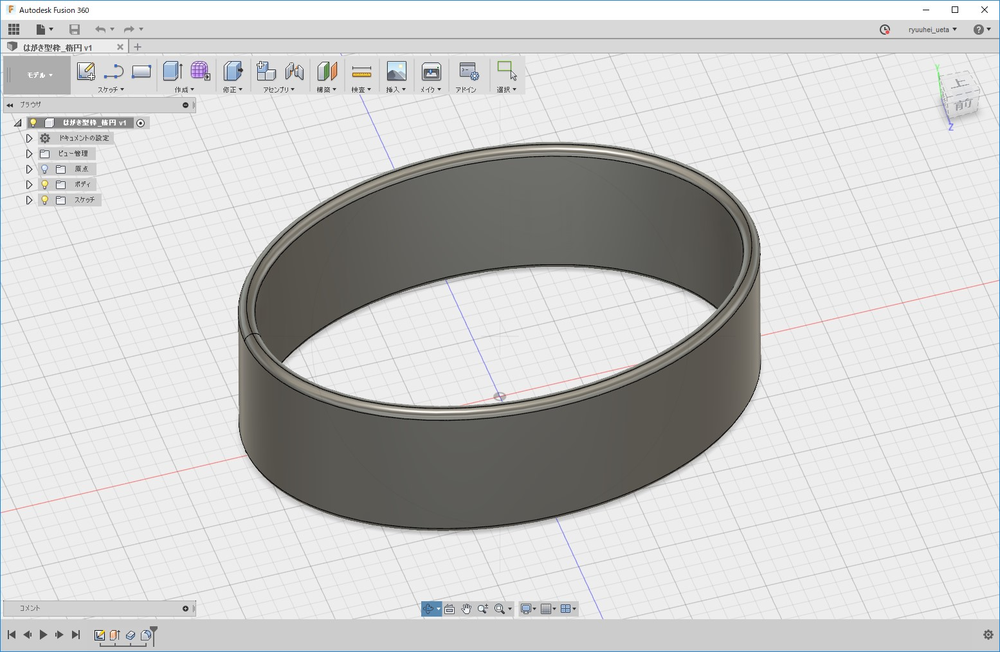 Autodesk Fusion 360
ryuuhei_ueta
はがき型枠_楕円 v1
モデル
スケッチ
作成
修正
アセンブリ
構築
検査
挿入
メイク
アドイン
選択
上
前
Y
Z
ブラウザ
はがき型枠_楕円 v1
ドキュメントの設定
ビュー管理
原点
ボディ
スケッチ
コメント